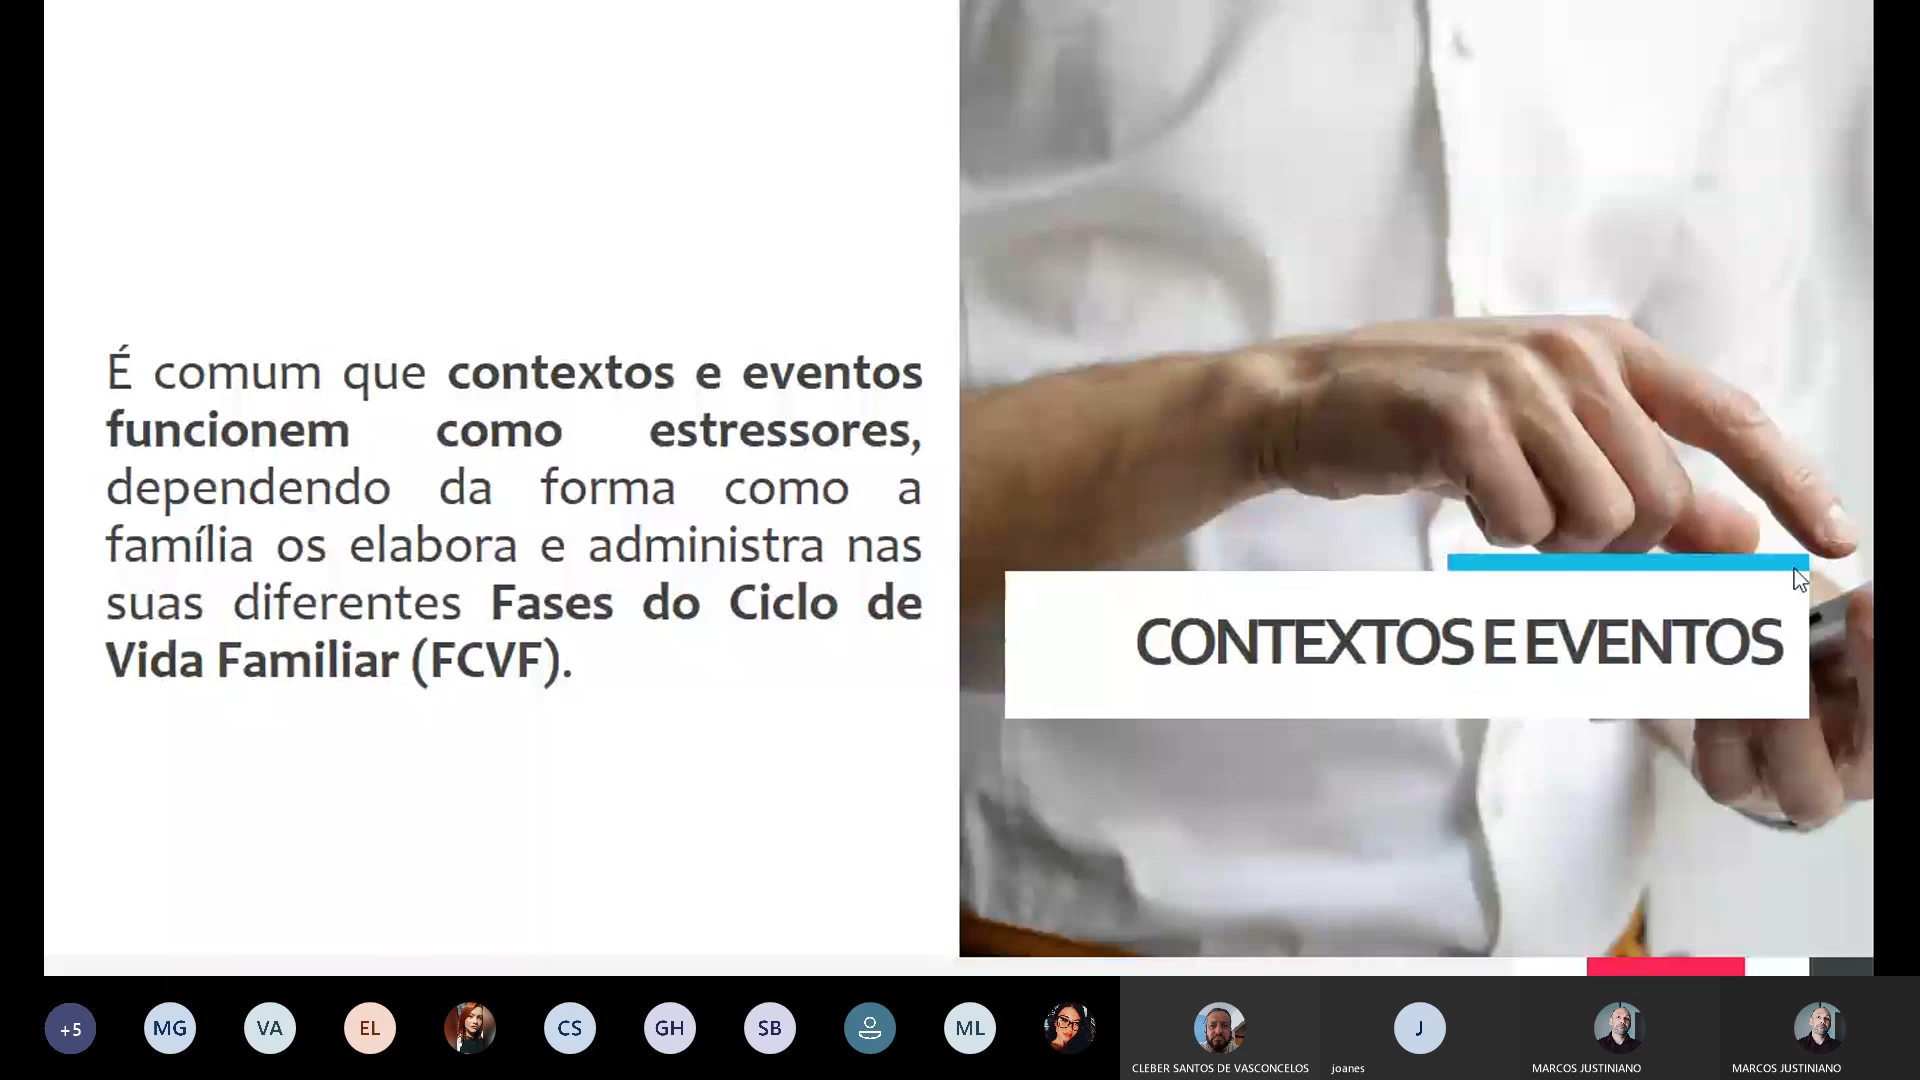 É comum que contextos e eventos
funcionem como estressores,
dependendo da forma como a
família os elabora e administra nas
suas diferentes Fases do Ciclo de
Vida Familiar (FCVF).
CONTEXTOS E EVENTOS
+5
MG
VA
EL
CS
GH
SB
ML
J
CLEBER SANTOS DE VASCONCELOS
joanes
MARCOS JUSTINIANO
MARCOS JUSTINIANO